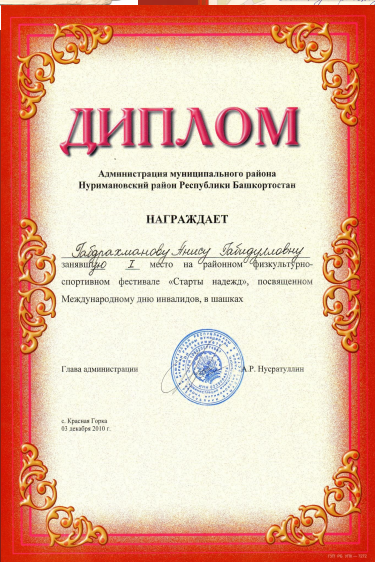 ДИПЛОМ
Администрация муниципального района
Нуримановский район Республики Башкортостан
НАГРАЖДАЕТ
Габдрахманову Анису Габидулловну
занявшую I место на районном физкультурно-
спортивном фестивале «Старты надежд», посвященном
Международному дню инвалидов, в шашках
Глава администрации А.Р. Нусратуллин
с. Красная Горка
03 декабря 2010 г.